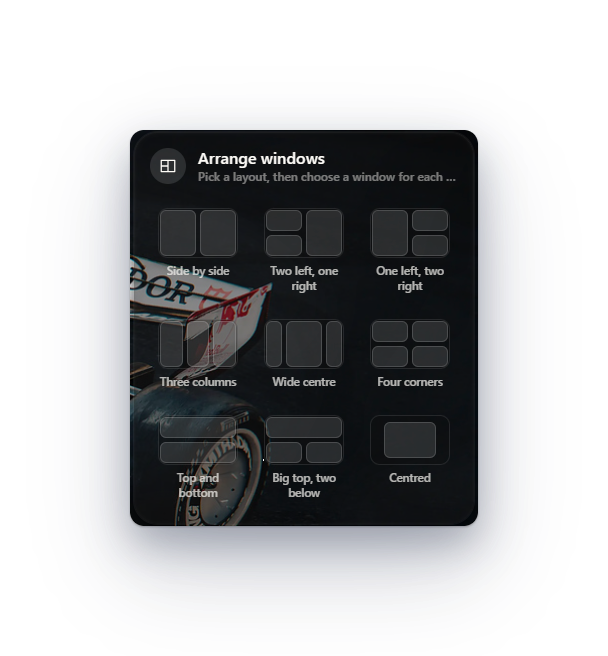 Arrange windows
Pick a layout, then choose a window for each ...
Side by side
Two left, one
right
One left, two
right
DOR
Three columns
Wide centre
Four corners
Top and
bottom
Big top, two
below
Centred